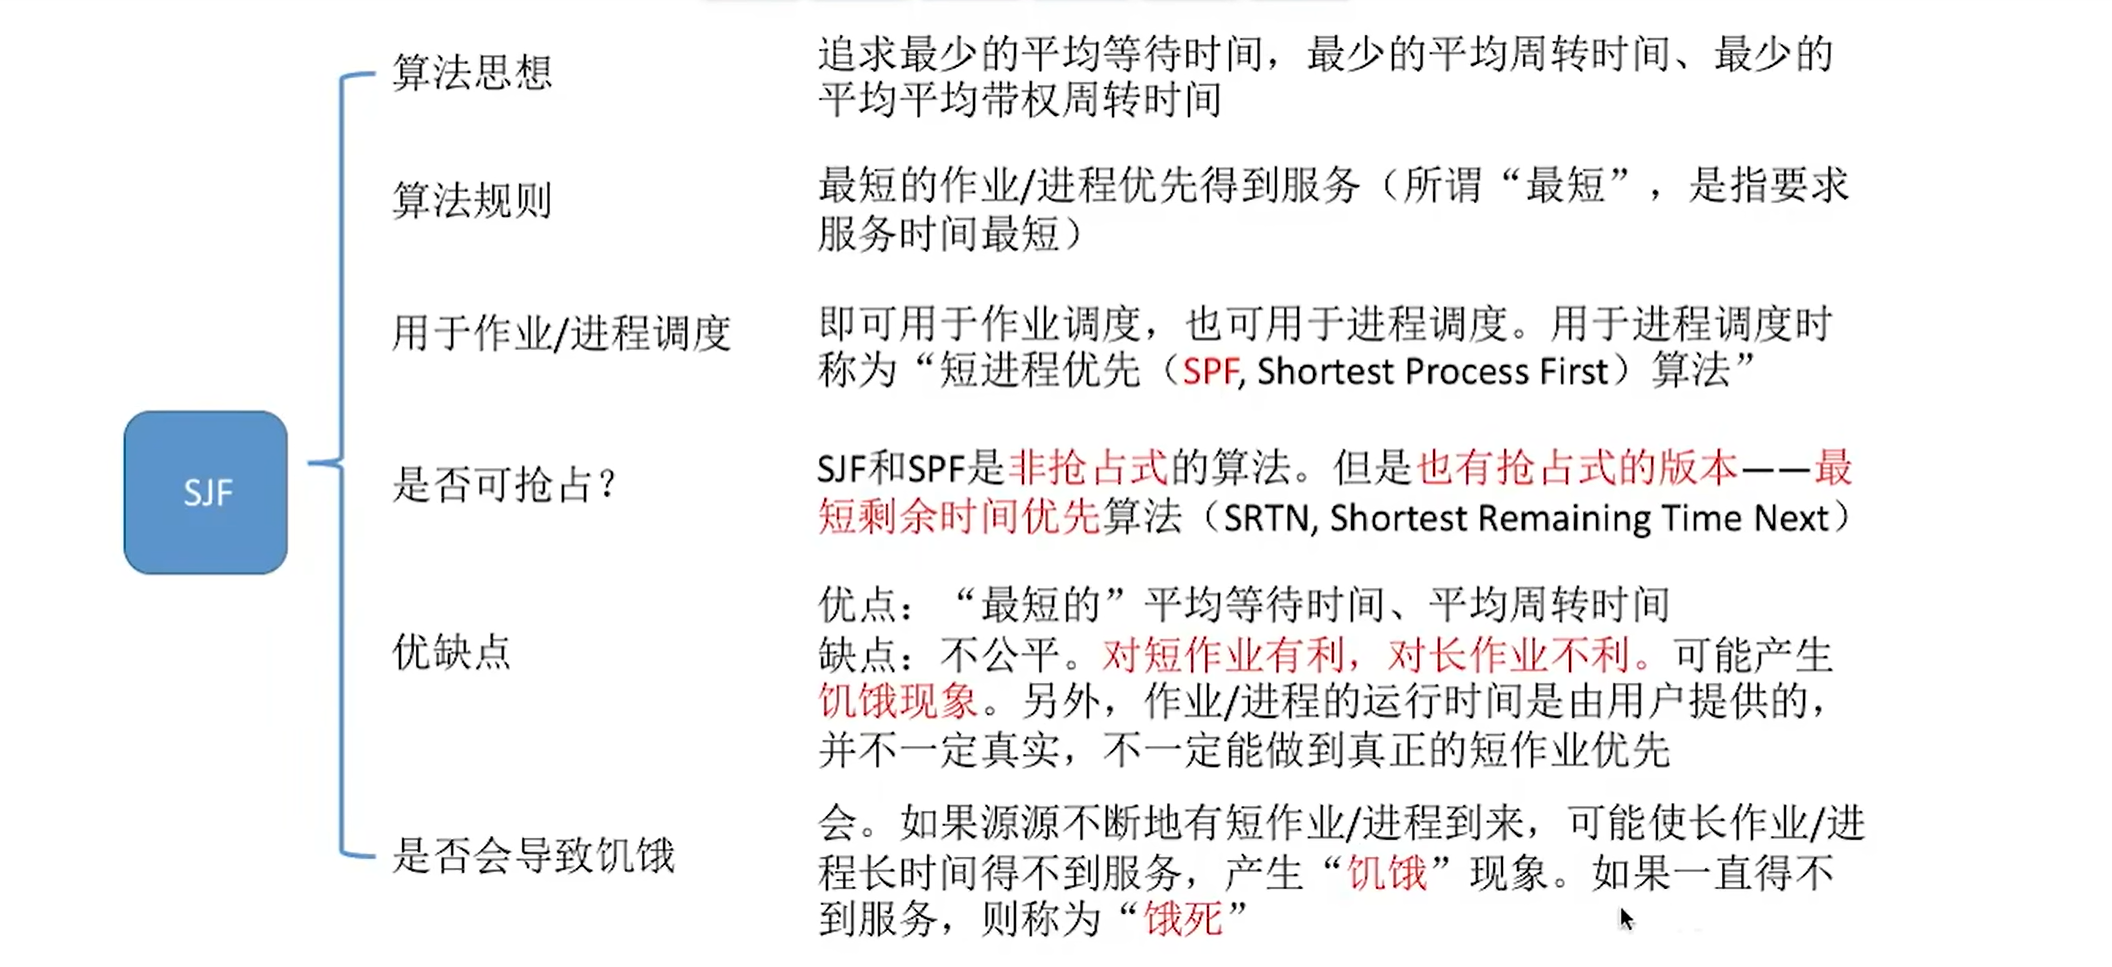 SJF
算法思想
追求最少的平均等待时间，最少的平均周转时间、最少的
平均平均带权周转时间
算法规则
最短的作业/进程优先得到服务（所谓“最短”，是指要求
服务时间最短）
用于作业/进程调度
即可用于作业调度，也可用于进程调度。用于进程调度时
称为“短进程优先（SPF, Shortest Process First）算法”
是否可抢占？
SJF和SPF是非抢占式的算法。但是也有抢占式的版本——最
短剩余时间优先算法（SRTN, Shortest Remaining Time Next）
优缺点
优点：“最短的”平均等待时间、平均周转时间
缺点：不公平。对短作业有利，对长作业不利。可能产生
饥饿现象。另外，作业/进程的运行时间是由用户提供的，
并不一定真实，不一定能做到真正的短作业优先
是否会导致饥饿
会。如果源源不断地有短作业/进程到来，可能使长作业/进
程长时间得不到服务，产生“饥饿”现象。如果一直得不
到服务，则称为“饿死”